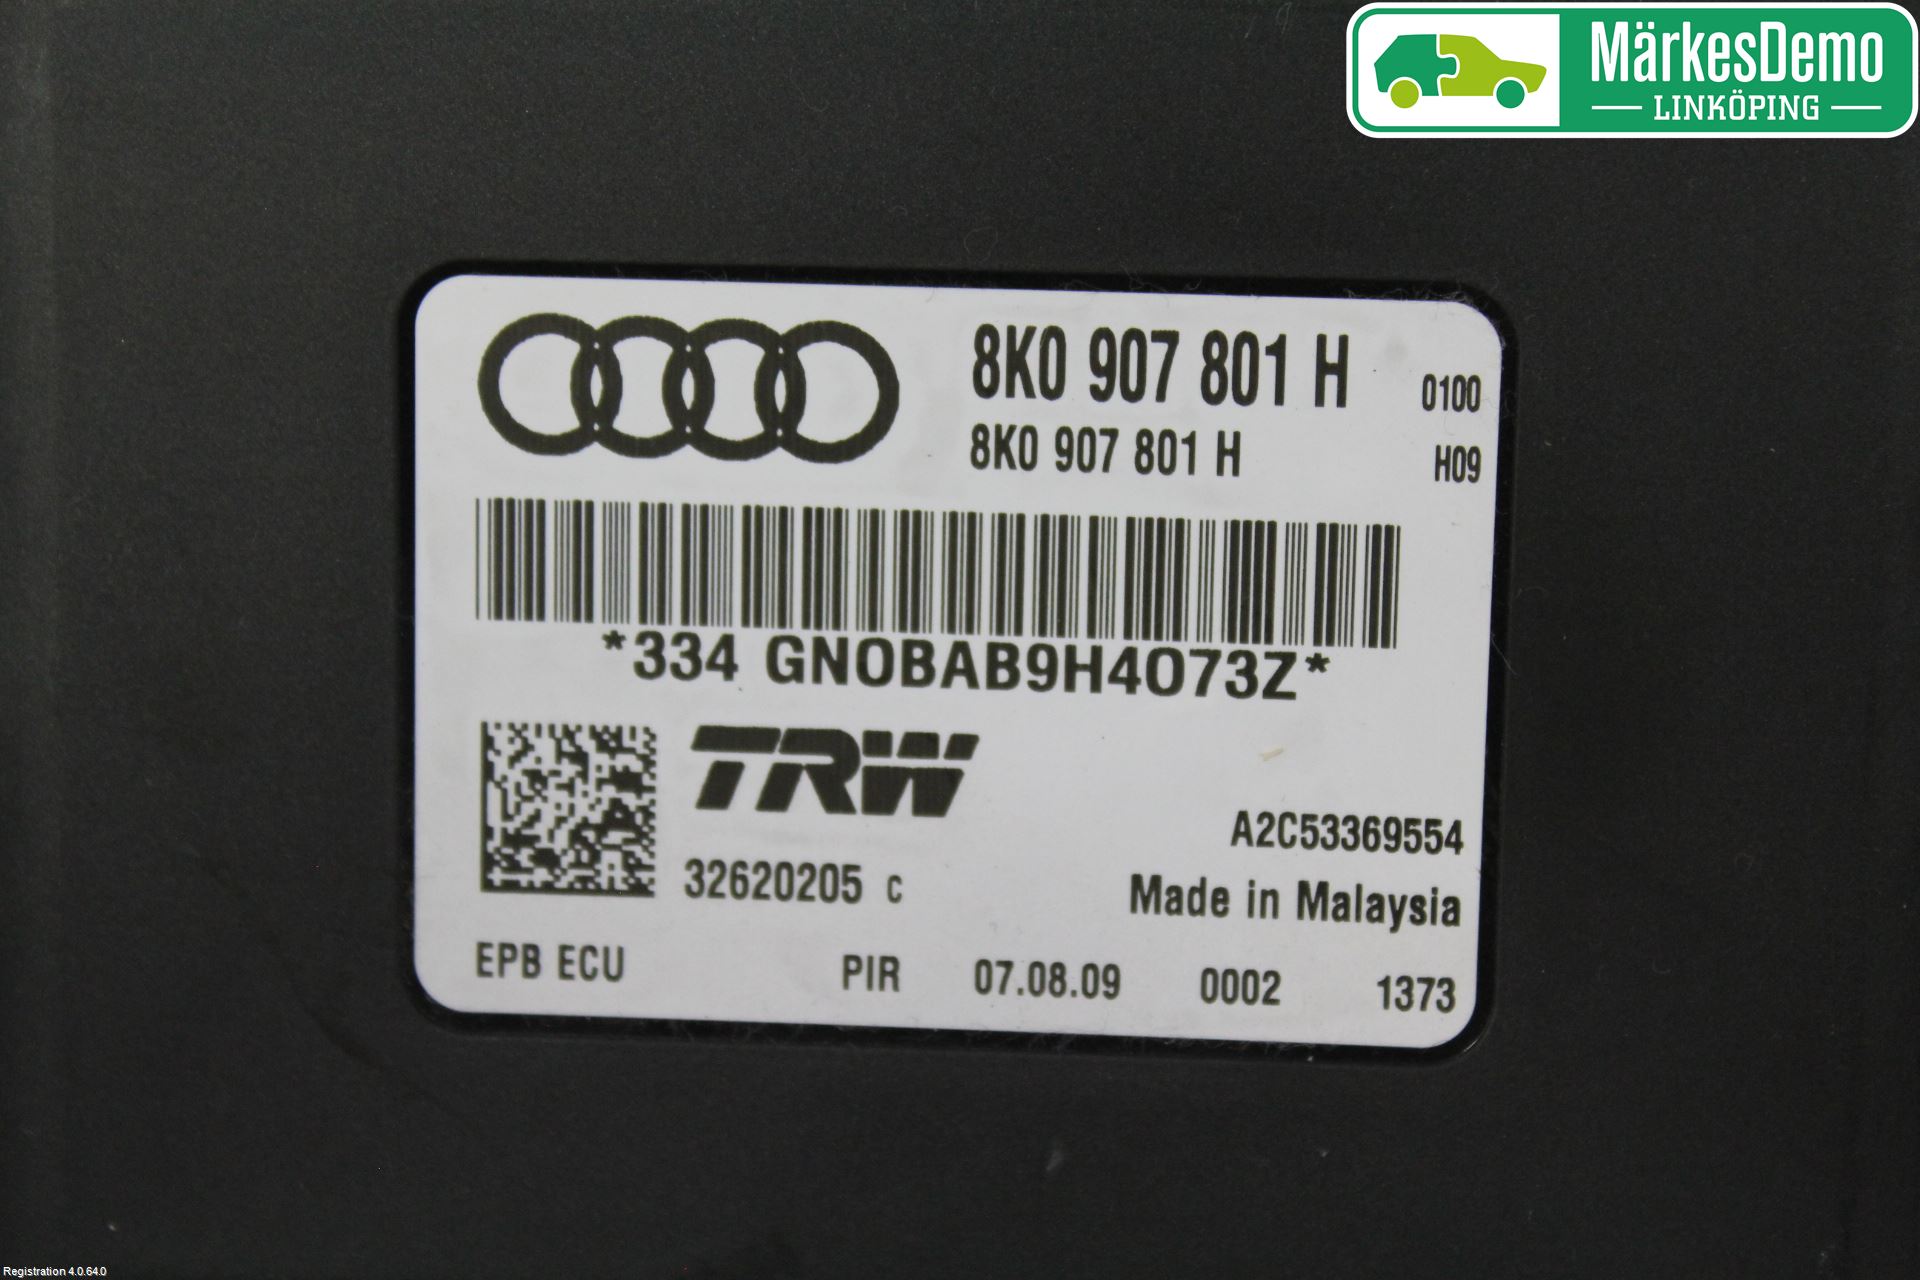 MärkesDemo
LINKÖPING
8K0 907 801 H 0100
8K0 907 801 H H09
*334 GNOBAB9H4073Z*
TRW
A2C53369554
32620205 C
Made in Malaysia
EPB ECU PIR 07.08.09 0002 1373
Registration 4.0.64.0